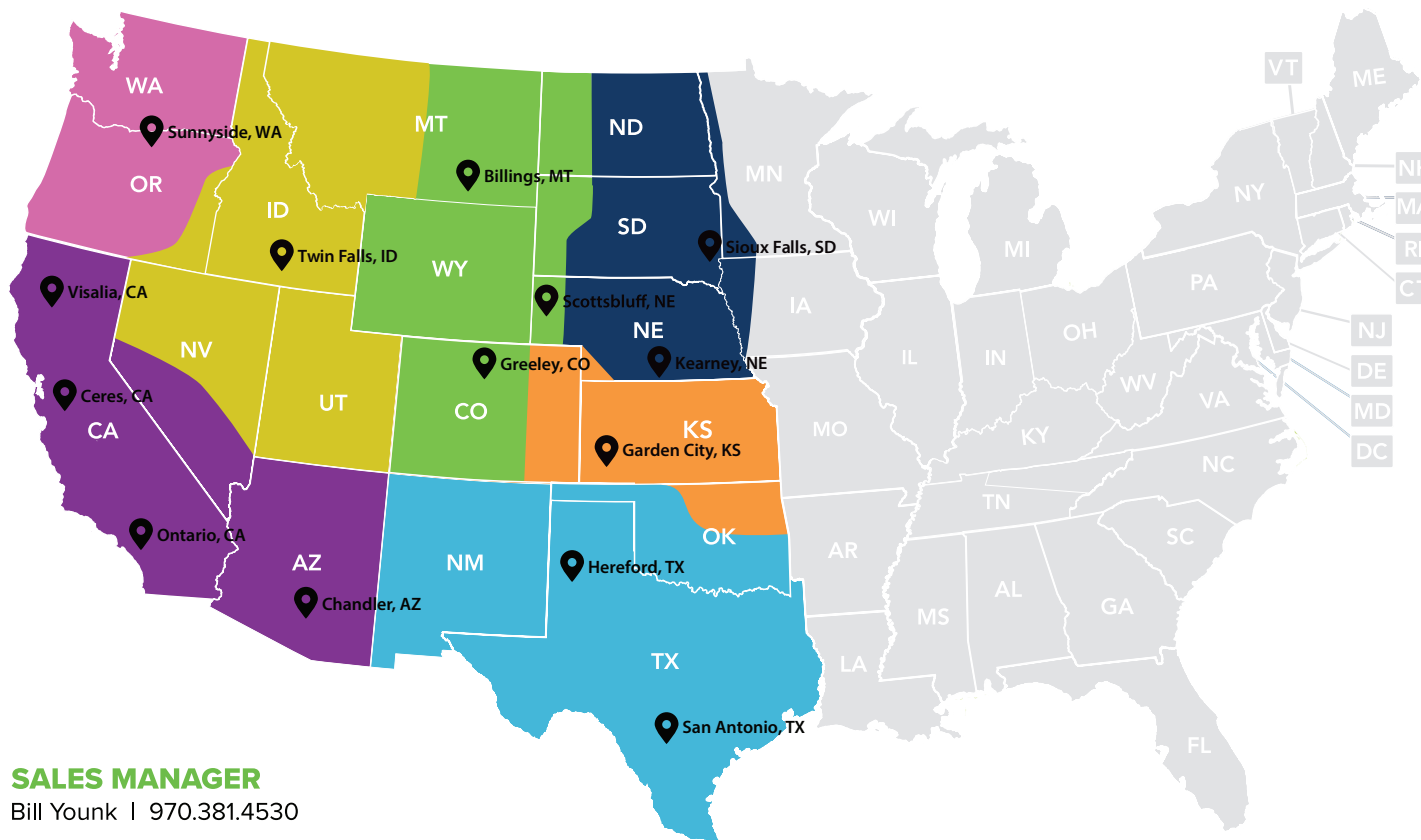 VT
ME
WA
Sunnyside, WA
MT
ND
MN
NY
OR
Billings, MT
WI
MI
ID
SD
Sioux Falls, SD
Twin Falls, ID
WY
PA
Visalia, CA
Scottsbluff, NE
IA
NE
OH
NJ
NV
Greeley, CO
Kearney, NE
IL
IN
DE
WV
Ceres, CA
UT
CO
MD
VA
CA
KS
MO
KY
Garden City, KS
DC
NC
TN
Ontario, CA
OK
SC
AZ
NM
Hereford, TX
AR
AL
GA
Chandler, AZ
MS
TX
LA
San Antonio, TX
FL
SALES MANAGER
Bill Younk | 970.381.4530